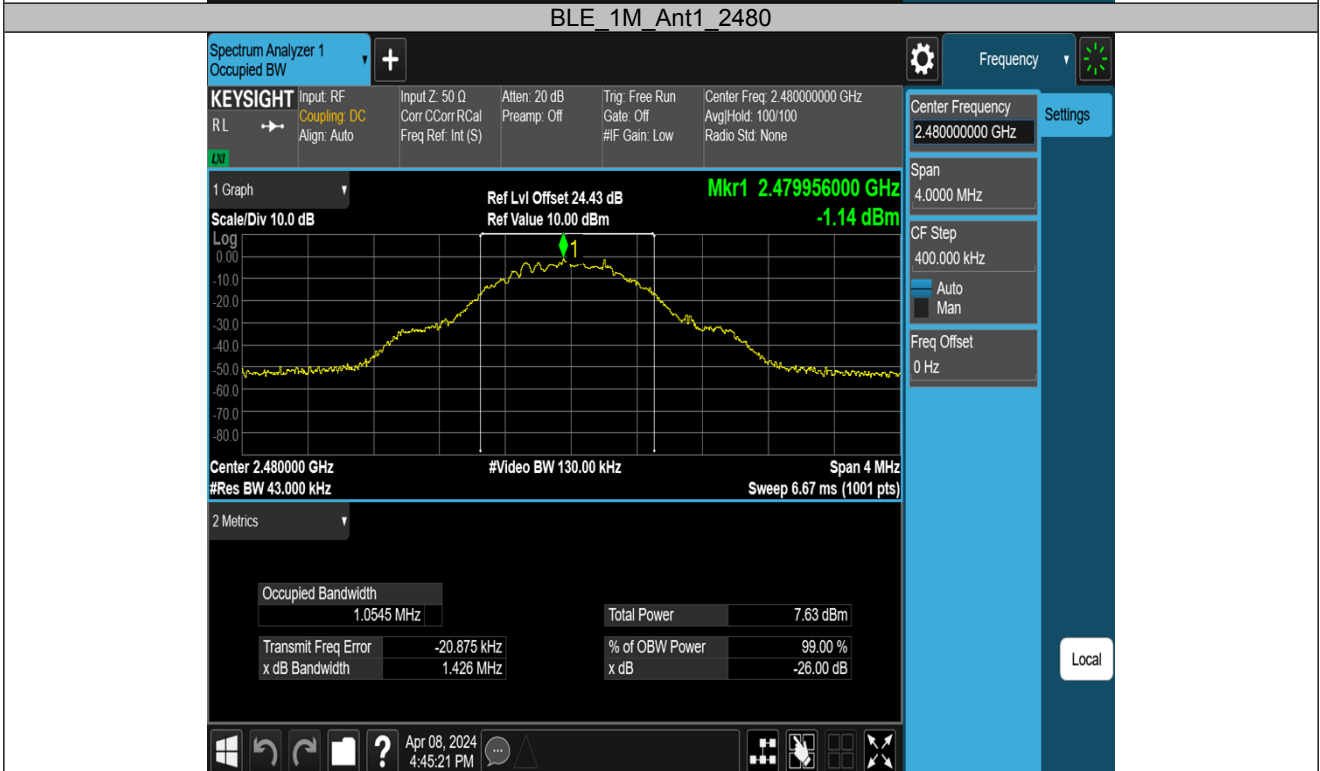 BLE_1M_Ant1_2480
Spectrum Analyzer 1
Occupied BW
+
Frequency
KEYSIGHT
RL
LXI
Input: RF
Coupling: DC
Align: Auto
Input Z: 50 Ω
Corr CCorr RCal
Freq Ref: Int (S)
Atten: 20 dB
Preamp: Off
Trig: Free Run
Gate: Off
#IF Gain: Low
Center Freq: 2.480000000 GHz
Avg|Hold: 100/100
Radio Std: None
Center Frequency
2.480000000 GHz
Settings
Span
4.0000 MHz
CF Step
400.000 kHz
Auto
Man
Freq Offset
0 Hz
1 Graph
Scale/Div 10.0 dB
Ref Lvl Offset 24.43 dB
Ref Value 10.00 dBm
Mkr1 2.479956000 GHz
-1.14 dBm
Log
1
0.00
-10.0
-20.0
-30.0
-40.0
-50.0
-60.0
-70.0
-80.0
Center 2.480000 GHz
#Video BW 130.00 kHz
Span 4 MHz
#Res BW 43.000 kHz
Sweep 6.67 ms (1001 pts)
2 Metrics
Occupied Bandwidth
1.0545 MHz
Total Power 7.63 dBm
Transmit Freq Error -20.875 kHz
% of OBW Power 99.00 %
x dB Bandwidth 1.426 MHz
x dB -26.00 dB
Local
?
Apr 08, 2024
4:45:21 PM